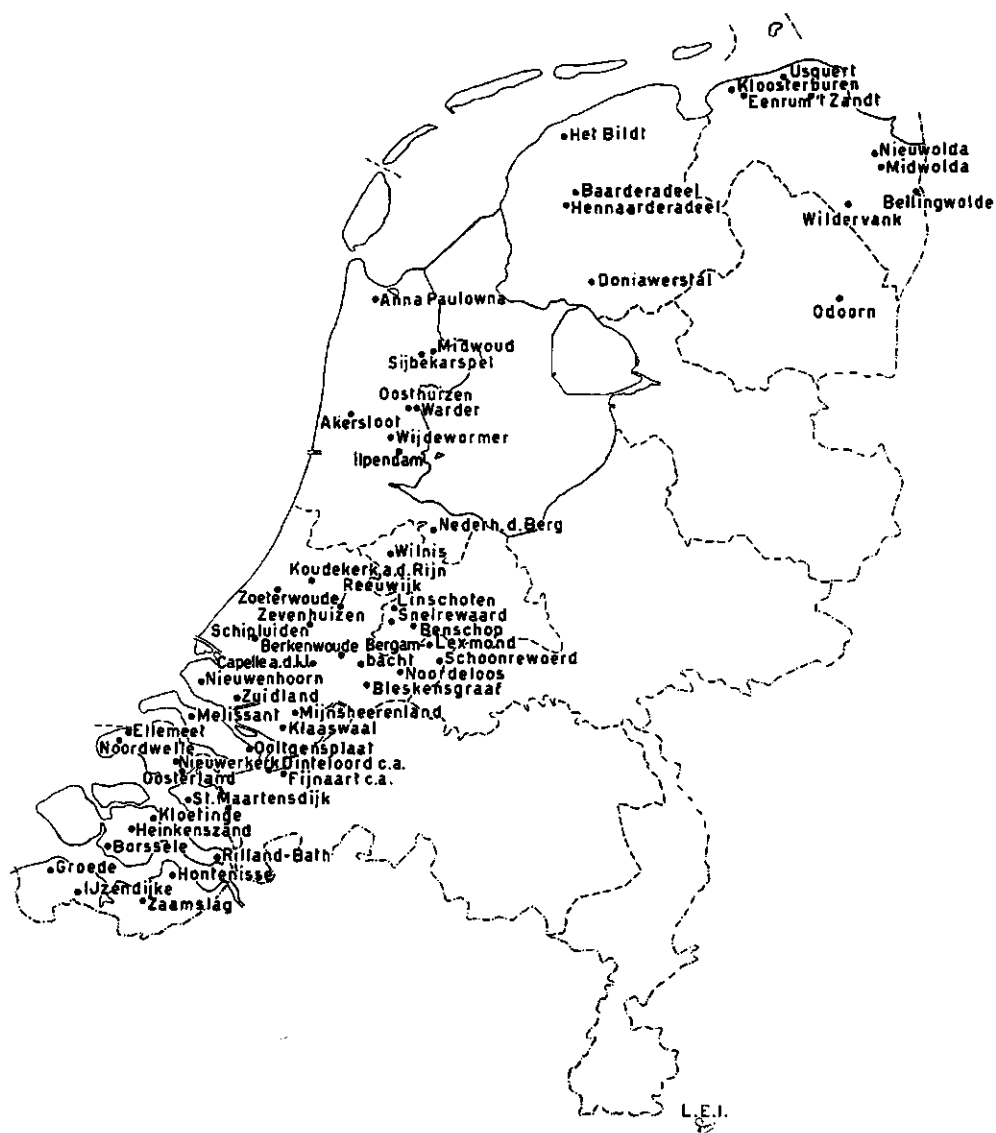 Usquert
Kloosterburen
Eenrum 't Zandt
Het Bildt
Nieuwolda
Midwolda
Baarderadeel
Hennaarderadeel
Bellingwolde
Wildervank
Doniawerstal
Anna Paulowna
Odoorn
Midwoud
Sijbekarspel
Oosthuizen
Warder
Akersloot
Wijdewormer
Ilpendam
Nederh. d. Berg
Wilnis
Koudekerk a.d. Rijn
Reeuwijk
Zoeterwoude
Linschoten
Zevenhuizen
Snelrewaard
Schipluiden
Benschop
Berkenwoude Bergam-
Lexmond
Capelle a.d. IJ.
bacht
Schoonrewoerd
Nieuwenhoorn
Noordeloos
Bleskensgraaf
Zuidland
Melissant
Mijnsheerenland
Klaaswaal
Ellemeet
Noordwelle
Ooltgensplaat
Nieuwerkerk
Dinteloord c.a.
Oosterland
Fijnaart c.a.
St. Maartensdijk
Kloetinge
Heinkenszand
Borssele
Rilland-Bath
Groede
Hontenisse
IJzendijke
Zaamslag
L.E.I.